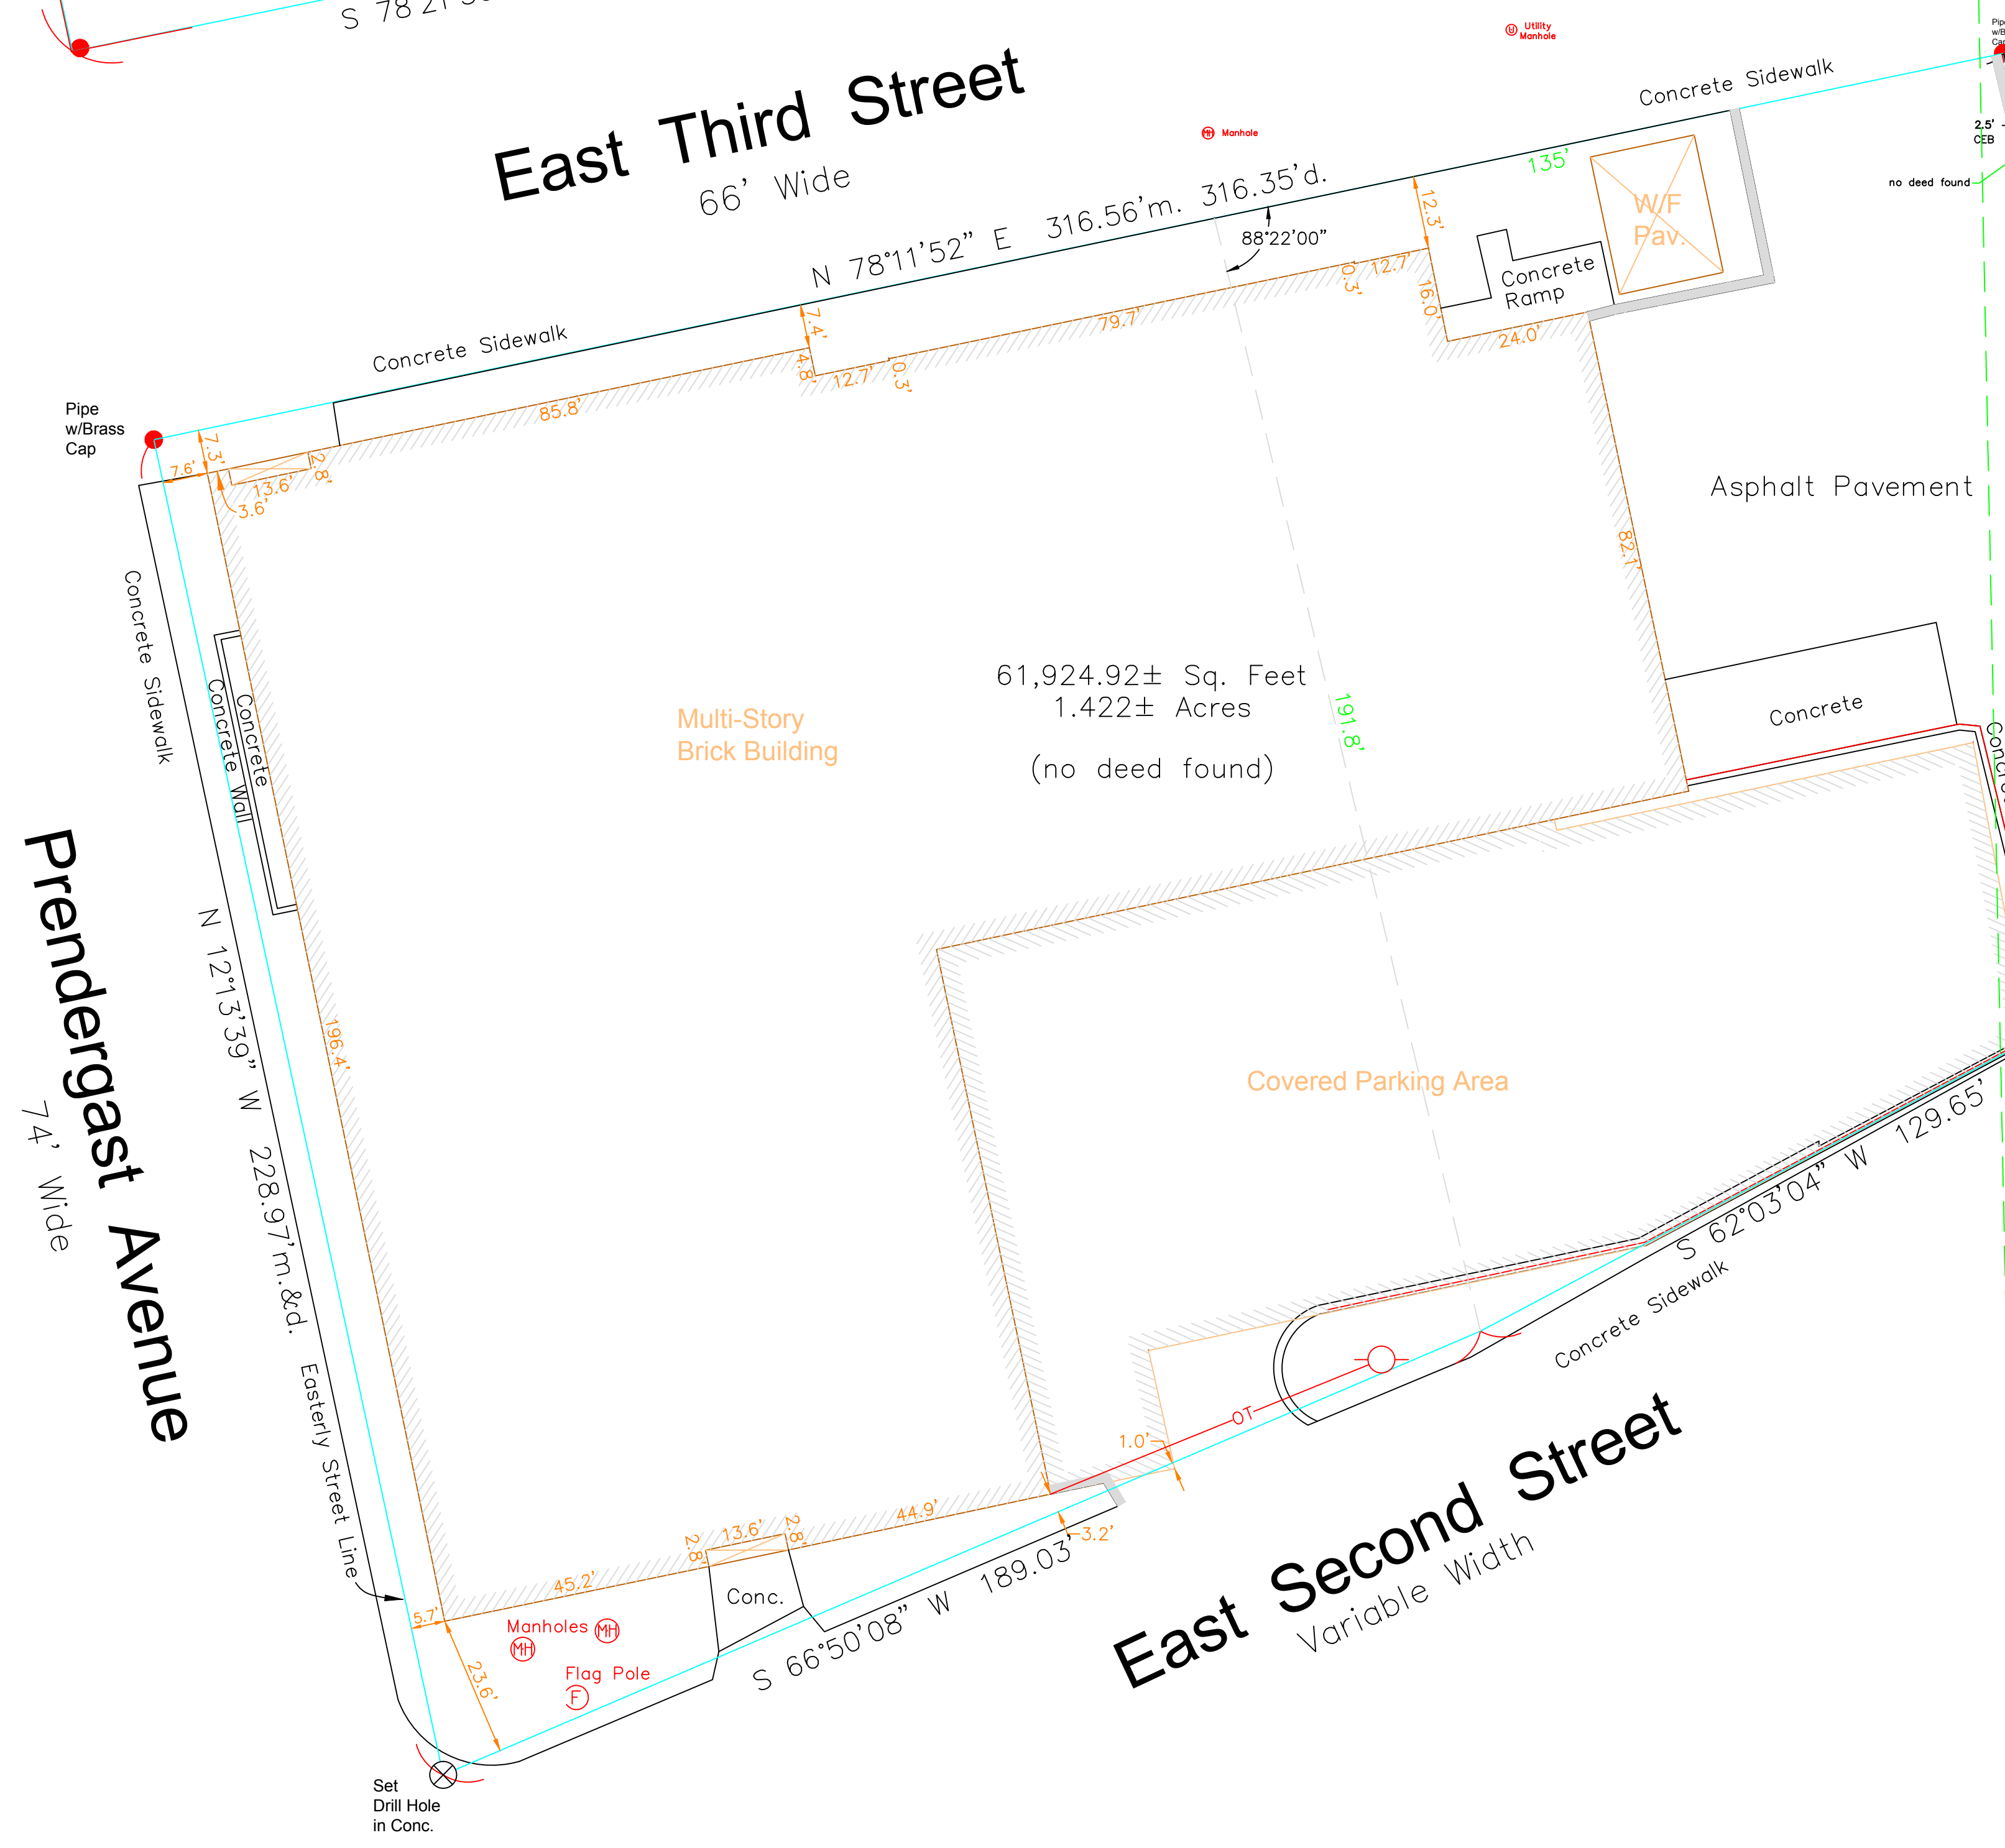 S 78°21'
Utility
Manhole
Pipe
w/B
Cap
East Third Street
66' Wide
Manhole
Concrete Sidewalk
2.5'
CEB
no deed found
135'
W/F
Pav.
12.3'
N 78°11'52" E 316.56'm. 316.35'd.
88°22'00"
Concrete
Ramp
0.3'
12.7'
16.0'
24.0'
7.4'
4.8'
12.7'
0.3'
79.7'
Concrete Sidewalk
85.8'
Pipe
w/Brass
Cap
7.3'
7.6'
2.8'
13.6'
3.6'
Asphalt Pavement
82.1'
Concrete Sidewalk
Concrete
Concrete Wall
61,924.92± Sq. Feet
1.422± Acres
(no deed found)
191.8'
Multi-Story
Brick Building
Concrete
Prendergast Avenue
74' Wide
N 12°13'39" W 228.97'm.&d. Easterly Street Line
196.4'
Covered Parking Area
S 62°03'04" W 129.65'
Concrete Sidewalk
OT
1.0'
3.2'
44.9'
13.6'
2.8'
2.8'
45.2'
Conc.
S 66°50'08" W 189.03'
East Second Street
Variable Width
5.7'
23.6'
Manholes
MH
MH
Flag Pole
F
Set
Drill Hole
in Conc.